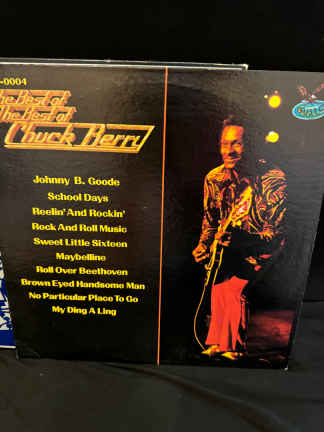 -0004
The Best of
The Best of
Chuck Berry
Johnny B. Goode
School Days
Reelin' And Rockin'
Rock And Roll Music
Sweet Little Sixteen
Maybelline
Roll Over Beethoven
Brown Eyed Handsome Man
No Particular Place To Go
My Ding A Ling